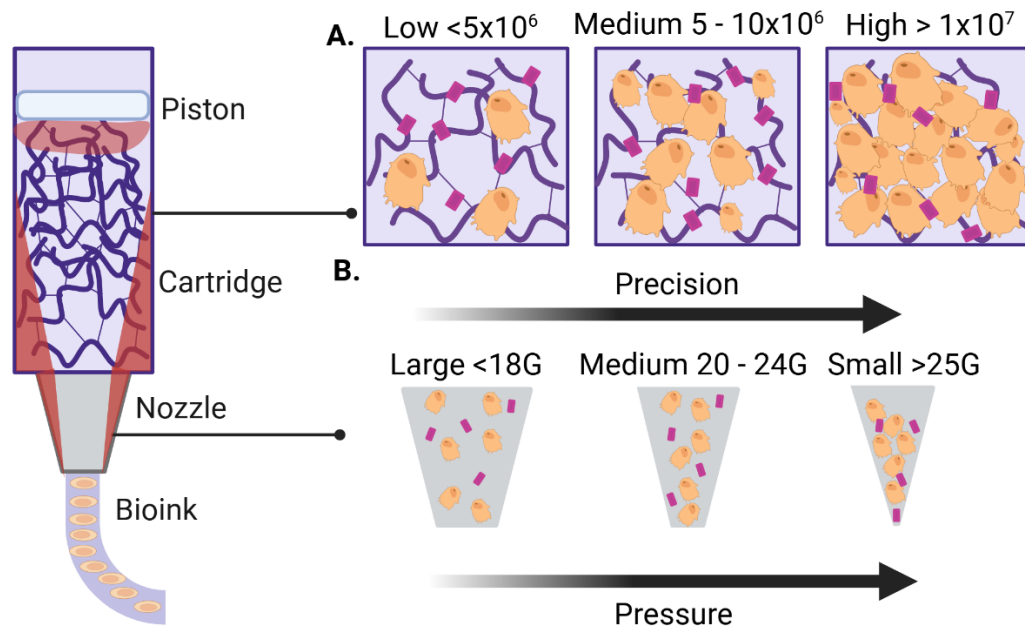 A.
Low <5x10⁶
Medium 5 - 10x10⁶
High > 1x10⁷
Piston
Cartridge
Nozzle
Bioink
B.
Precision
Large <18G
Medium 20 - 24G
Small >25G
Pressure